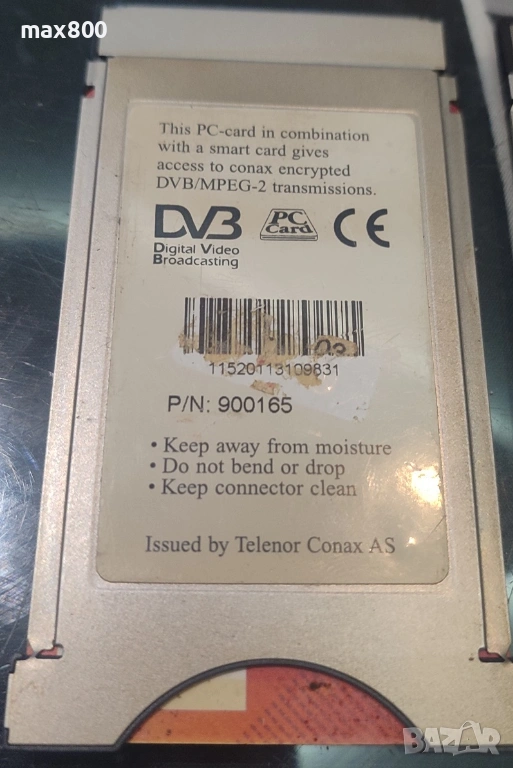 max800
This PC-card in combination
with a smart card gives
access to conax encrypted
DVB/MPEG-2 transmissions.
DVB
Digital Video
Broadcasting
PC
Card
CE
03
11520113109831
P/N: 900165
• Keep away from moisture
• Do not bend or drop
• Keep connector clean
Issued by Telenor Conax AS
BAZAR